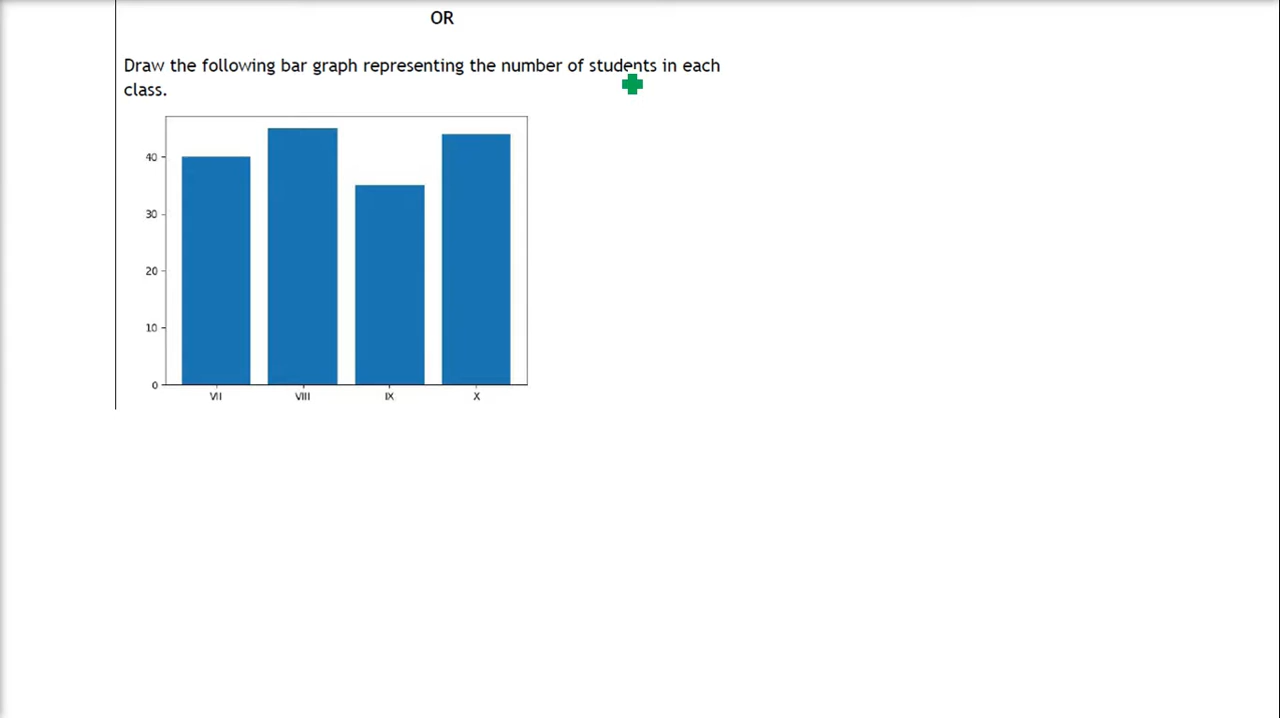 OR
Draw the following bar graph representing the number of students in each
class.
40
30
20
10
0
VII VIII IX X